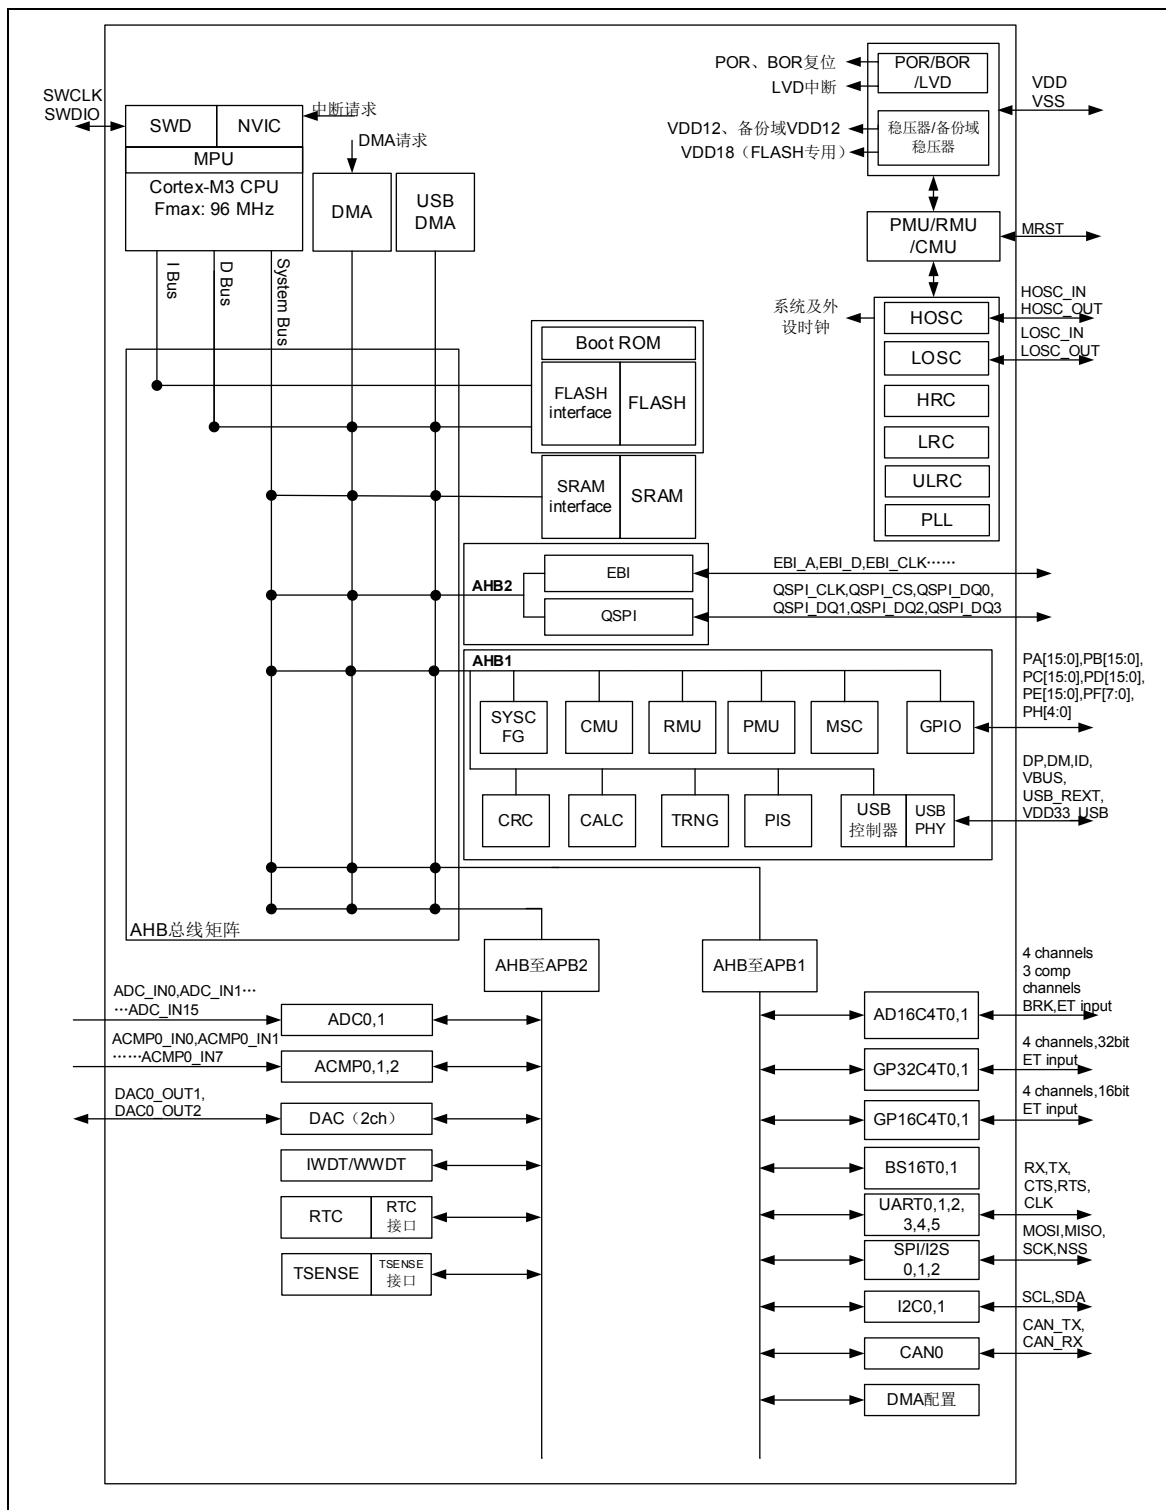 SWCLK
SWDIO
SWD
NVIC
中断请求
MPU
Cortex-M3 CPU
Fmax: 96 MHz
DMA请求
DMA
USB
DMA
I Bus
D Bus
System Bus
POR、BOR复位
LVD中断
POR/BOR
/LVD
VDD
VSS
VDD12、备份域VDD12
VDD18（FLASH专用）
稳压器/备份域
稳压器
PMU/RMU
/CMU
MRST
系统及外
设时钟
HOSC
HOSC_IN
HOSC_OUT
LOSC
LOSC_IN
LOSC_OUT
HRC
LRC
ULRC
PLL
Boot ROM
FLASH
interface
FLASH
SRAM
interface
SRAM
AHB2
EBI
EBI_A,EBI_D,EBI_CLK……
QSPI
QSPI_CLK,QSPI_CS,QSPI_DQ0,
QSPI_DQ1,QSPI_DQ2,QSPI_DQ3
AHB1
SYSC
FG
CMU
RMU
PMU
MSC
GPIO
PA[15:0],PB[15:0],
PC[15:0],PD[15:0],
PE[15:0],PF[7:0],
PH[4:0]
CRC
CALC
TRNG
PIS
USB
控制器
USB
PHY
DP,DM,ID,
VBUS,
USB_REXT,
VDD33_USB
AHB总线矩阵
AHB至APB2
AHB至APB1
ADC_IN0,ADC_IN1…
…ADC_IN15
ADC0,1
ACMP0_IN0,ACMP0_IN1
……ACMP0_IN7
ACMP0,1,2
DAC0_OUT1,
DAC0_OUT2
DAC（2ch）
IWDT/WWDT
RTC
RTC
接口
TSENSE
TSENSE
接口
AD16C4T0,1
4 channels
3 comp
channels
BRK,ET input
GP32C4T0,1
4 channels,32bit
ET input
GP16C4T0,1
4 channels,16bit
ET input
BS16T0,1
UART0,1,2,
3,4,5
RX,TX,
CTS,RTS,
CLK
SPI/I2S
0,1,2
MOSI,MISO,
SCK,NSS
I2C0,1
SCL,SDA
CAN0
CAN_TX,
CAN_RX
DMA配置